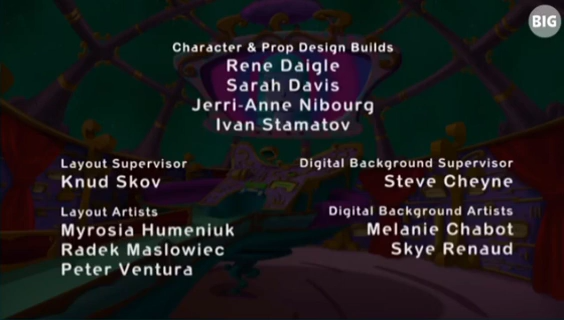 BIG
Character & Prop Design Builds
Rene Daigle
Sarah Davis
Jerri-Anne Nibourg
Ivan Stamatov
Layout Supervisor
Knud Skov
Digital Background Supervisor
Steve Cheyne
Layout Artists
Myrosia Humeniuk
Radek Maslowiec
Peter Ventura
Digital Background Artists
Melanie Chabot
Skye Renaud